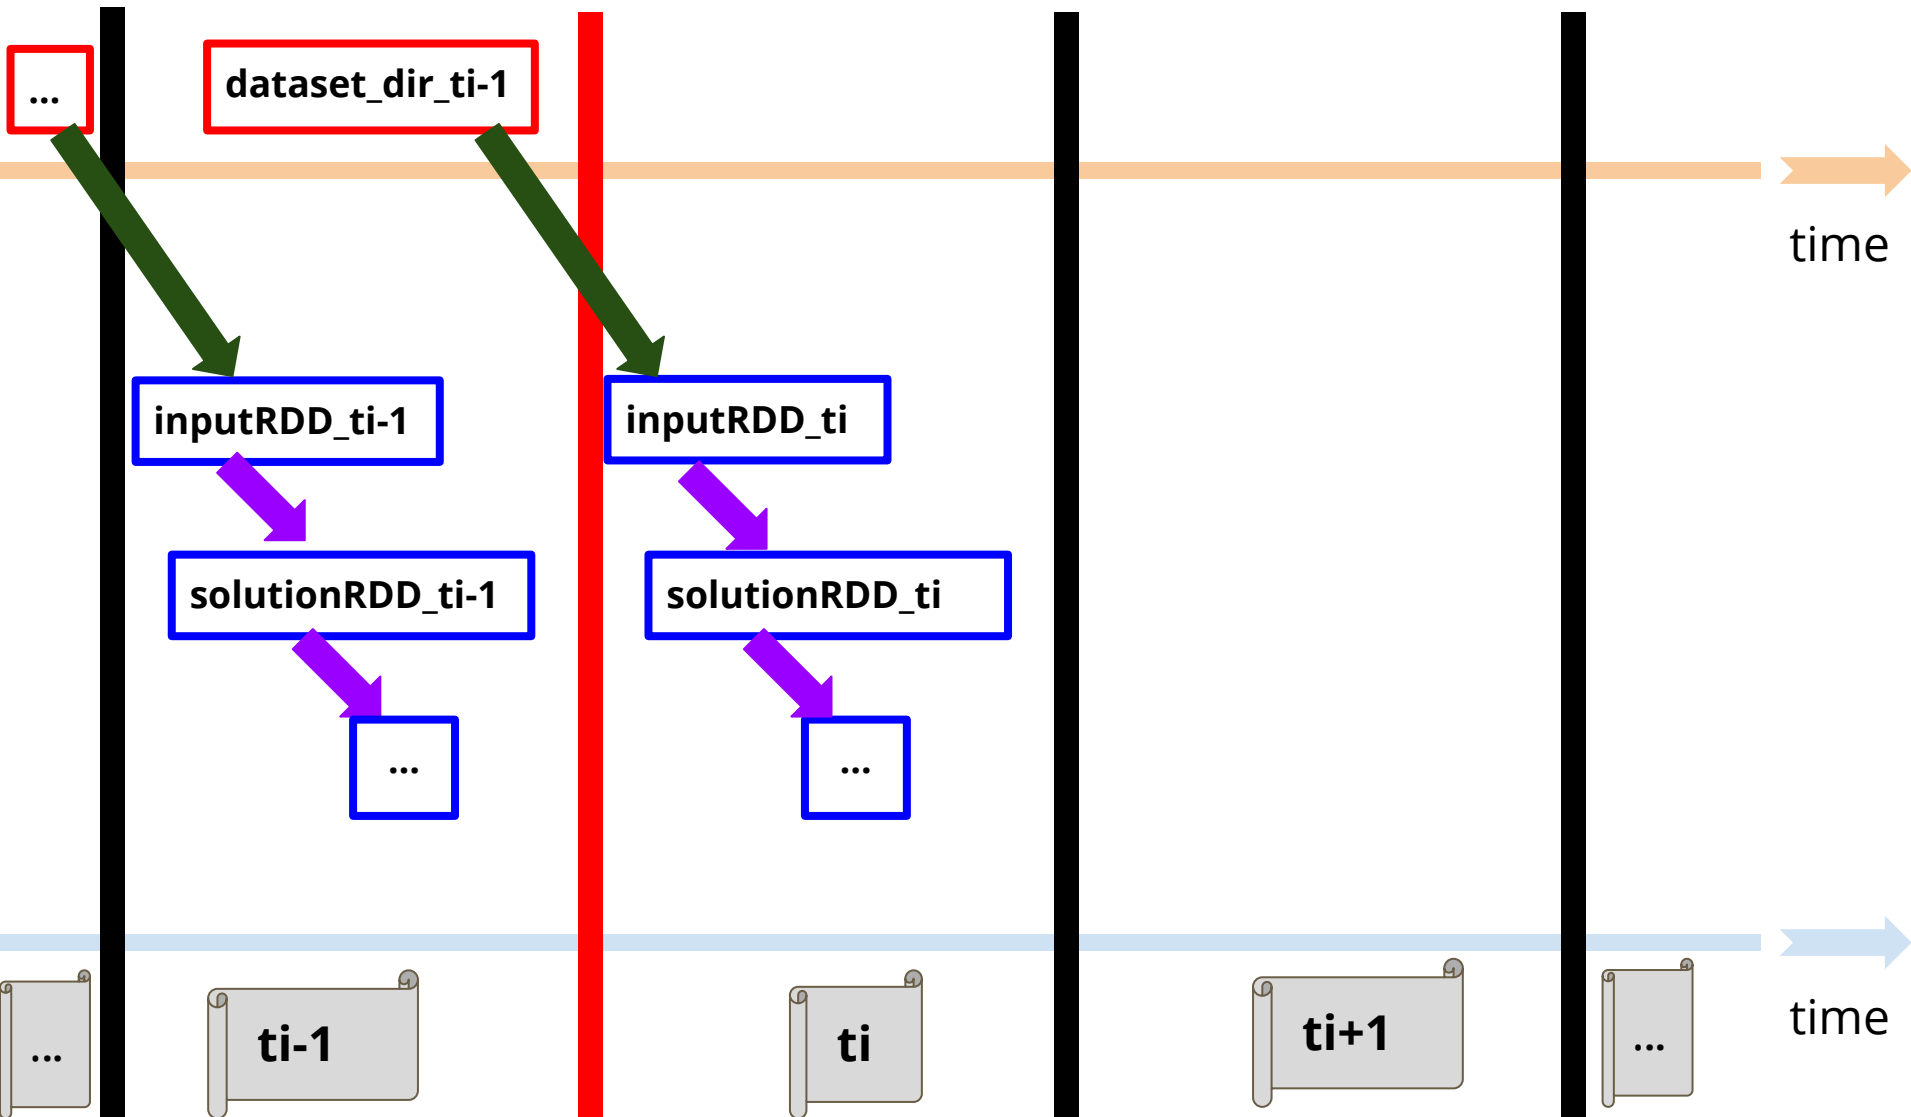 ...
dataset_dir_ti-1
time
inputRDD_ti-1
inputRDD_ti
solutionRDD_ti-1
solutionRDD_ti
...
...
time
...
ti-1
ti
ti+1
...